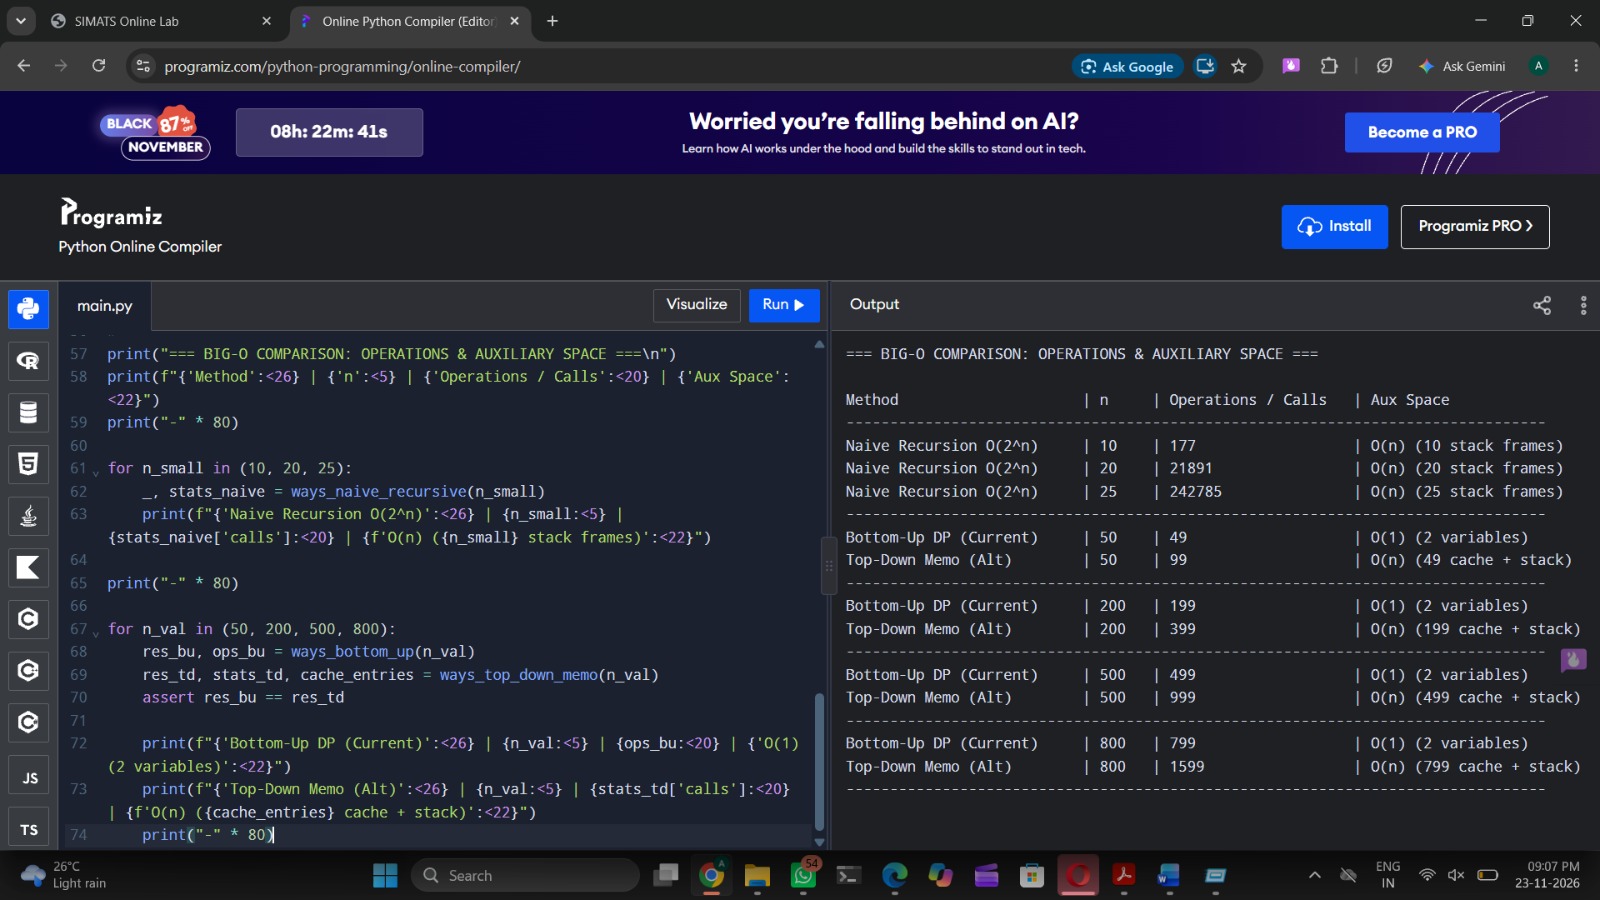 SIMATS Online Lab
Online Python Compiler (Editor
programiz.com/python-programming/online-compiler/
Ask Google
Ask Gemini
A
BLACK 87% OFF
NOVEMBER
08h: 22m: 41s
Worried you're falling behind on AI?
Learn how AI works under the hood and build the skills to stand out in tech.
Become a PRO
Programiz
Python Online Compiler
Install
Programiz PRO
main.py
Visualize
Run
Output
57 print("=== BIG-O COMPARISON: OPERATIONS & AUXILIARY SPACE ===\n")
58 print(f"{'Method':<26} | {'n':<5} | {'Operations / Calls':<20} | {'Aux Space':
<22}")
59 print("-" * 80)
60
61 for n_small in (10, 20, 25):
62 _, stats_naive = ways_naive_recursive(n_small)
63 print(f"{'Naive Recursion O(2^n)':<26} | {n_small:<5} |
{stats_naive['calls']:<20} | {f'O(n) ({n_small} stack frames)':<22}")
64
65 print("-" * 80)
66
67 for n_val in (50, 200, 500, 800):
68 res_bu, ops_bu = ways_bottom_up(n_val)
69 res_td, stats_td, cache_entries = ways_top_down_memo(n_val)
70 assert res_bu == res_td
71
72 print(f"{'Bottom-Up DP (Current)':<26} | {n_val:<5} | {ops_bu:<20} | {'O(1)
(2 variables)':<22}")
73 print(f"{'Top-Down Memo (Alt)':<26} | {n_val:<5} | {stats_td['calls']:<20}
| {f'O(n) ({cache_entries} cache + stack)':<22}")
74 print("-" * 80)
=== BIG-O COMPARISON: OPERATIONS & AUXILIARY SPACE ===
Method | n | Operations / Calls | Aux Space
--------------------------------------------------------------------------------
Naive Recursion O(2^n) | 10 | 177 | O(n) (10 stack frames)
Naive Recursion O(2^n) | 20 | 21891 | O(n) (20 stack frames)
Naive Recursion O(2^n) | 25 | 242785 | O(n) (25 stack frames)
--------------------------------------------------------------------------------
Bottom-Up DP (Current) | 50 | 49 | O(1) (2 variables)
Top-Down Memo (Alt) | 50 | 99 | O(n) (49 cache + stack)
--------------------------------------------------------------------------------
Bottom-Up DP (Current) | 200 | 199 | O(1) (2 variables)
Top-Down Memo (Alt) | 200 | 399 | O(n) (199 cache + stack)
--------------------------------------------------------------------------------
Bottom-Up DP (Current) | 500 | 499 | O(1) (2 variables)
Top-Down Memo (Alt) | 500 | 999 | O(n) (499 cache + stack)
--------------------------------------------------------------------------------
Bottom-Up DP (Current) | 800 | 799 | O(1) (2 variables)
Top-Down Memo (Alt) | 800 | 1599 | O(n) (799 cache + stack)
--------------------------------------------------------------------------------
JS
TS
26°C
Light rain
Search
54
ENG
IN
09:07 PM
23-11-2026